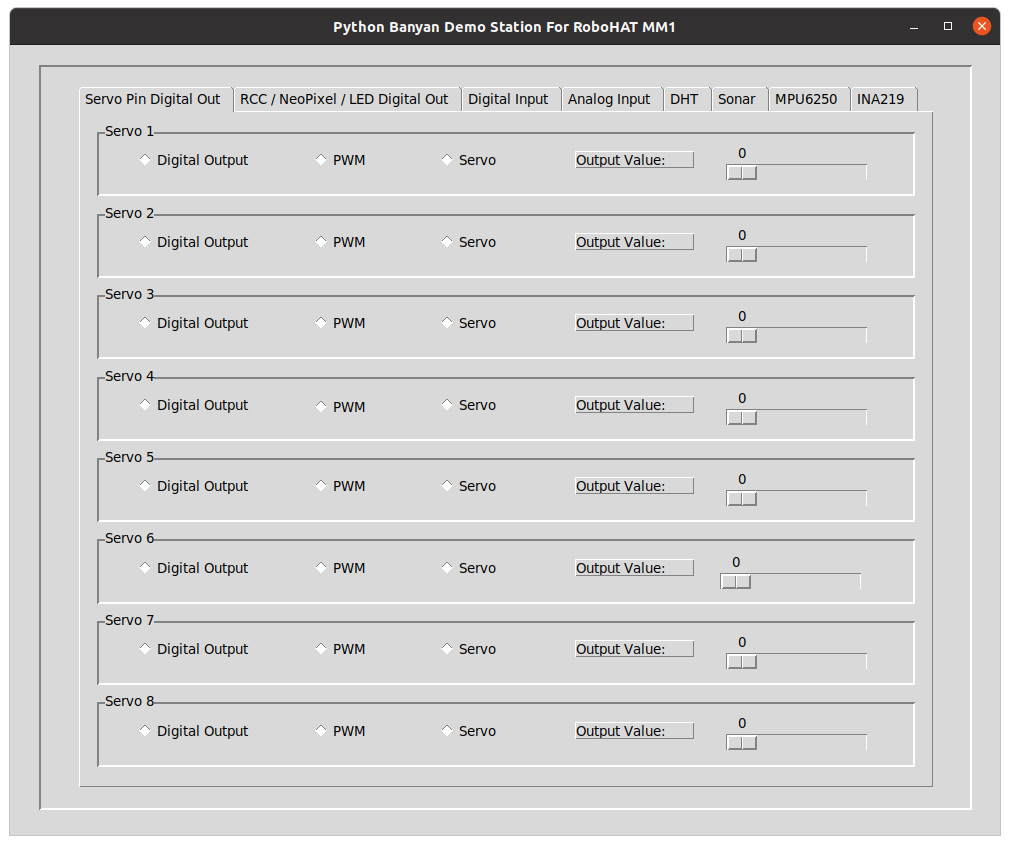 Python Banyan Demo Station For RoboHAT MM1
Servo Pin Digital Out RCC / NeoPixel / LED Digital Out Digital Input Analog Input DHT Sonar MPU6250 INA219
Servo 1
0
Digital Output PWM Servo Output Value:
Servo 2
0
Digital Output PWM Servo Output Value:
Servo 3
0
Digital Output PWM Servo Output Value:
Servo 4
0
Digital Output PWM Servo Output Value:
Servo 5
0
Digital Output PWM Servo Output Value:
Servo 6
0
Digital Output PWM Servo Output Value:
Servo 7
0
Digital Output PWM Servo Output Value:
Servo 8
0
Digital Output PWM Servo Output Value: